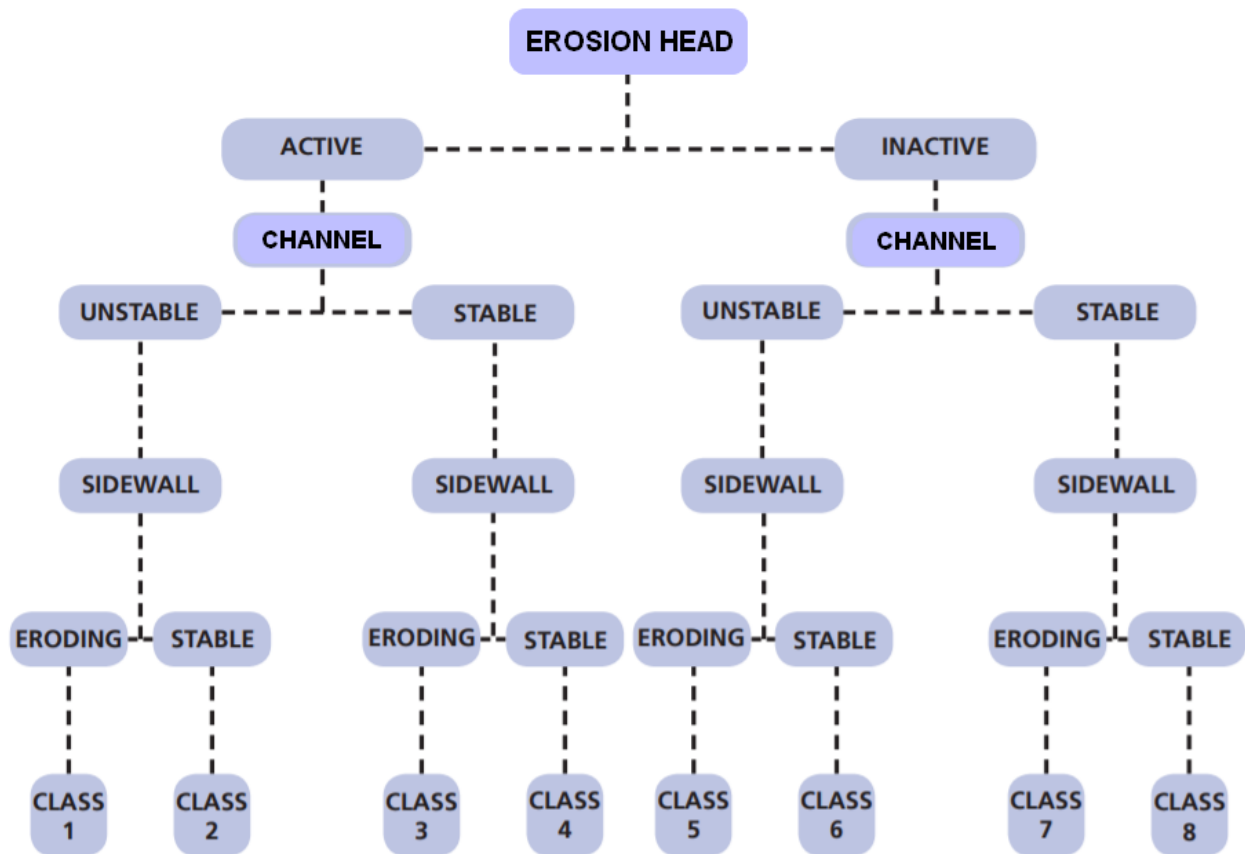 EROSION HEAD
ACTIVE
INACTIVE
CHANNEL
CHANNEL
UNSTABLE
STABLE
UNSTABLE
STABLE
SIDEWALL
SIDEWALL
SIDEWALL
SIDEWALL
ERODING
STABLE
ERODING
STABLE
ERODING
STABLE
ERODING
STABLE
CLASS
1
CLASS
2
CLASS
3
CLASS
4
CLASS
5
CLASS
6
CLASS
7
CLASS
8